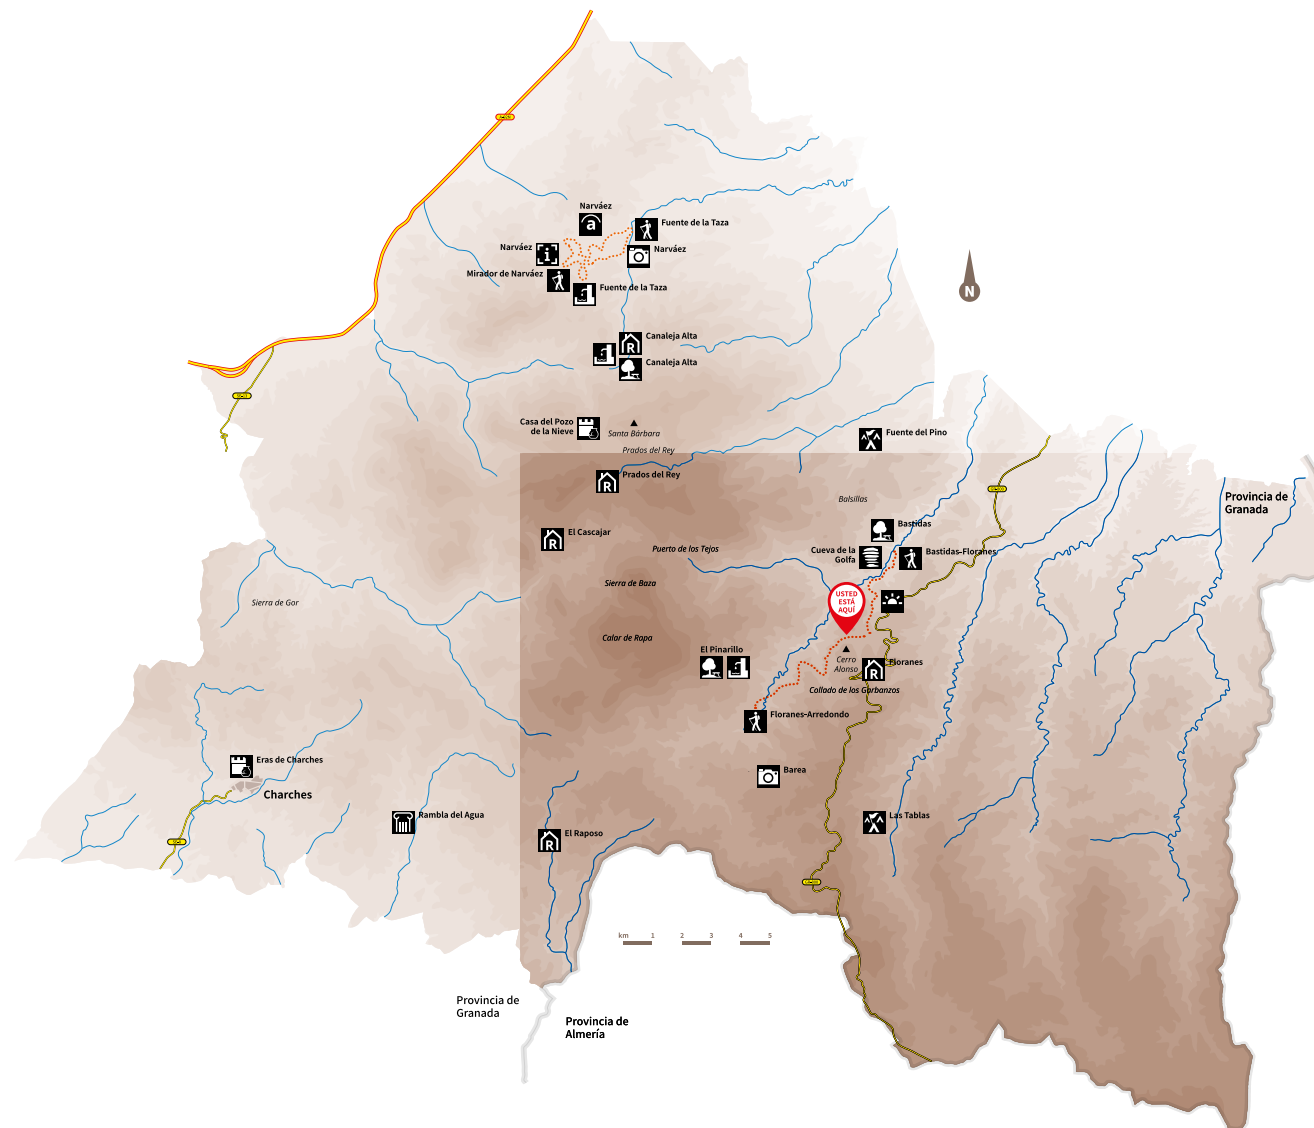 Narváez
a
Fuente de la Taza
Narváez
i
Narváez
Mirador de Narváez
Fuente de la Taza
N
Canaleja Alta
R
Canaleja Alta
Casa del Pozo
de la Nieve
Santa Bárbara
Prados del Rey
Fuente del Pino
Prados del Rey
R
Balsillas
Provincia de
Granada
Bastidas
El Cascajar
R
Puerto de los Tejos
Cueva de la
Golfa
Bastidas-Floranes
Sierra de Baza
USTED
ESTÁ
AQUÍ
Sierra de Gor
Calar de Rapa
El Pinarillo
Cerro
Alonso
Floranes
R
Collado de los Garbanzos
Floranes-Arredondo
Eras de Charches
Charches
Barea
Rambla del Agua
Las Tablas
El Raposo
R
km 1 2 3 4 5
Provincia de
Granada
Provincia de
Almería